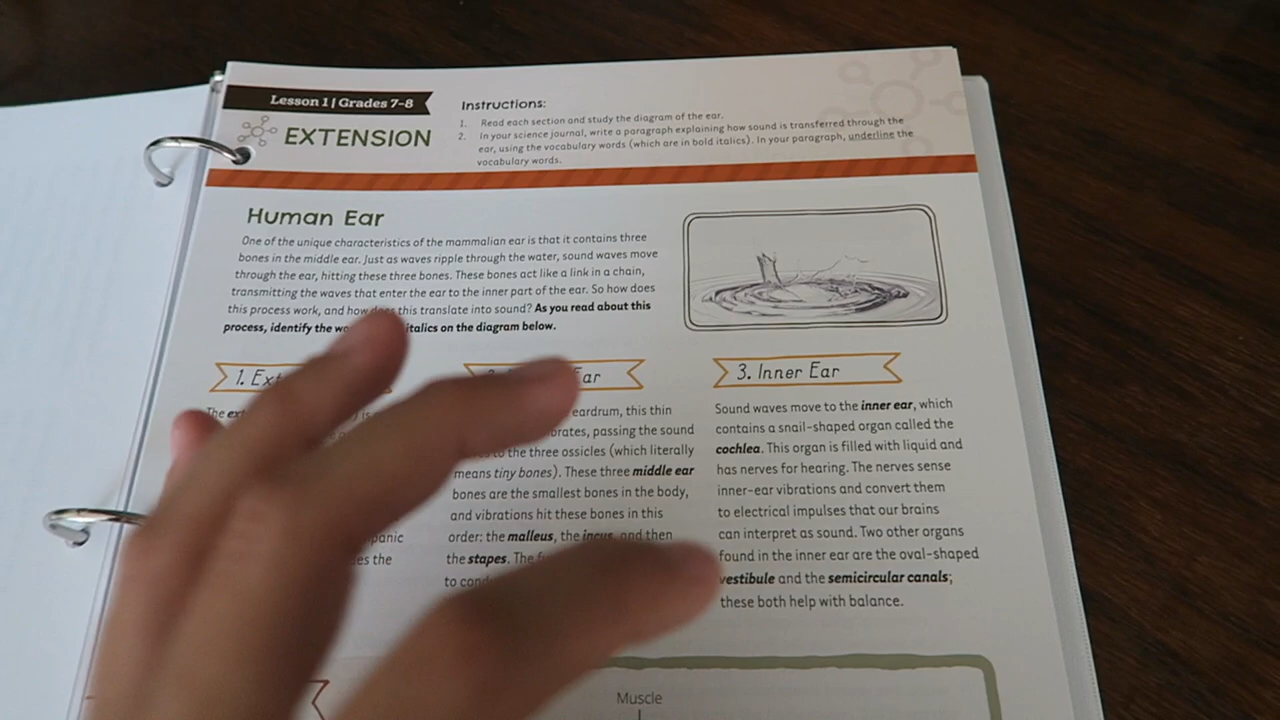 Lesson 1 | Grades 7–8
EXTENSION
Instructions:
1. Read each section and study the diagram of the ear.
2. In your science journal, write a paragraph explaining how sound is transferred through the
ear, using the vocabulary words (which are in bold italics). In your paragraph, underline the
vocabulary words.
Human Ear
One of the unique characteristics of the mammalian ear is that it contains three
bones in the middle ear. Just as waves ripple through the water, sound waves move
through the ear, hitting these three bones. These bones act like a link in a chain,
transmitting the waves that enter the ear to the inner part of the ear. So how does
this process work, and how does this translate into sound? As you read about this
process, identify the italics on the diagram below.
1.
The is
the
Ear
eardrum, this thin
passing the sound
to the three ossicles (which literally
means tiny bones). These three middle ear
bones are the smallest bones in the body,
and vibrations hit these bones in this
order: the malleus, the incus, and then
the stapes. The
to
3. Inner Ear
Sound waves move to the inner ear, which
contains a snail-shaped organ called the
cochlea. This organ is filled with liquid and
has nerves for hearing. The nerves sense
inner-ear vibrations and convert them
to electrical impulses that our brains
can interpret as sound. Two other organs
found in the inner ear are the oval-shaped
vestibule and the semicircular canals;
these both help with balance.
Muscle